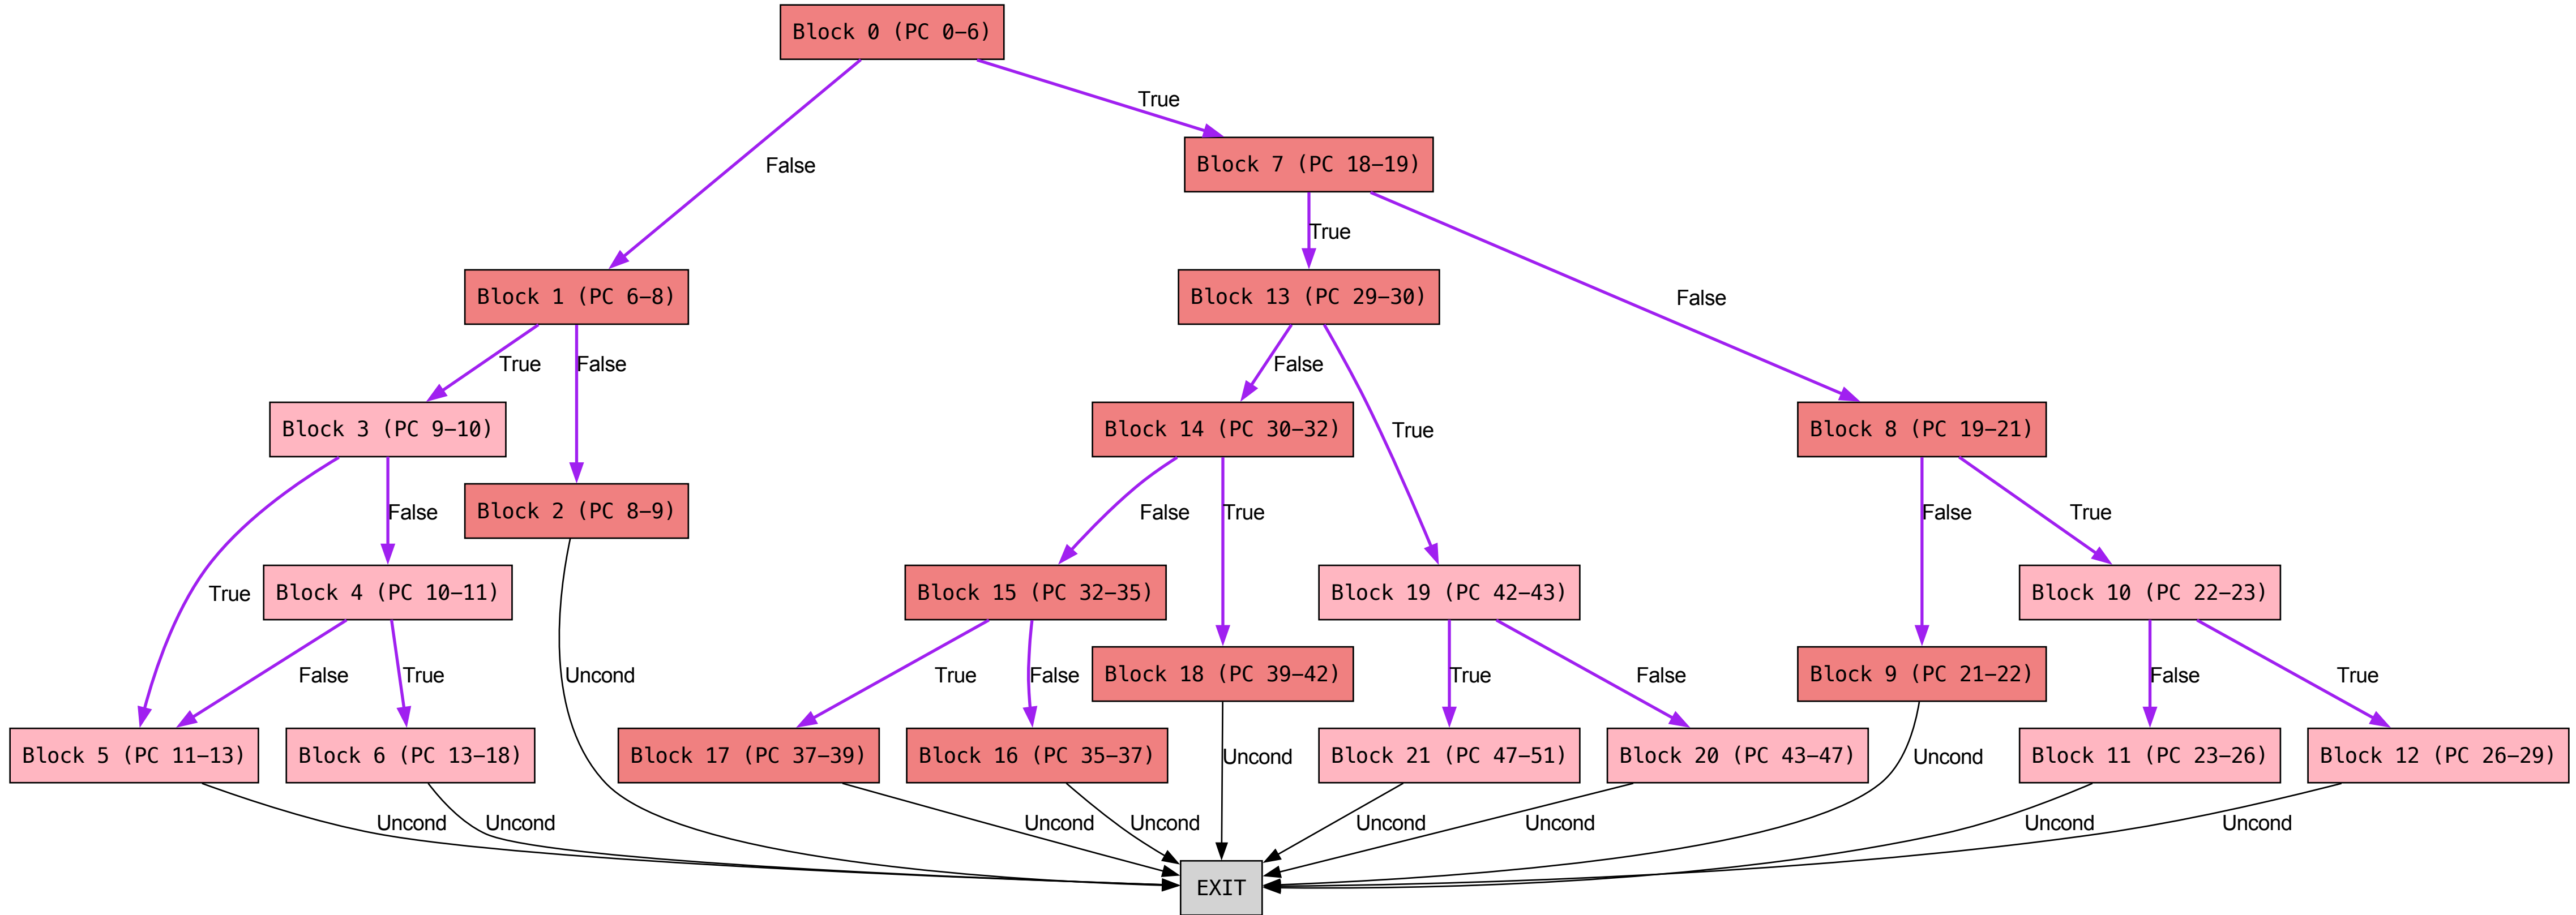 Block 0 (PC 0–6)
True
False
Block 7 (PC 18–19)
True
False
Block 1 (PC 6–8)
Block 13 (PC 29–30)
True
False
False
True
Block 3 (PC 9–10)
Block 14 (PC 30–32)
Block 8 (PC 19–21)
False
False
True
False
True
Block 2 (PC 8–9)
True
Block 4 (PC 10–11)
Block 15 (PC 32–35)
Block 19 (PC 42–43)
Block 10 (PC 22–23)
False
True
Uncond
True
False
Block 18 (PC 39–42)
True
False
Block 9 (PC 21–22)
False
True
Block 5 (PC 11–13)
Block 6 (PC 13–18)
Block 17 (PC 37–39)
Block 16 (PC 35–37)
Uncond
Block 21 (PC 47–51)
Block 20 (PC 43–47)
Uncond
Block 11 (PC 23–26)
Block 12 (PC 26–29)
Uncond
Uncond
Uncond
Uncond
Uncond
Uncond
Uncond
Uncond
EXIT